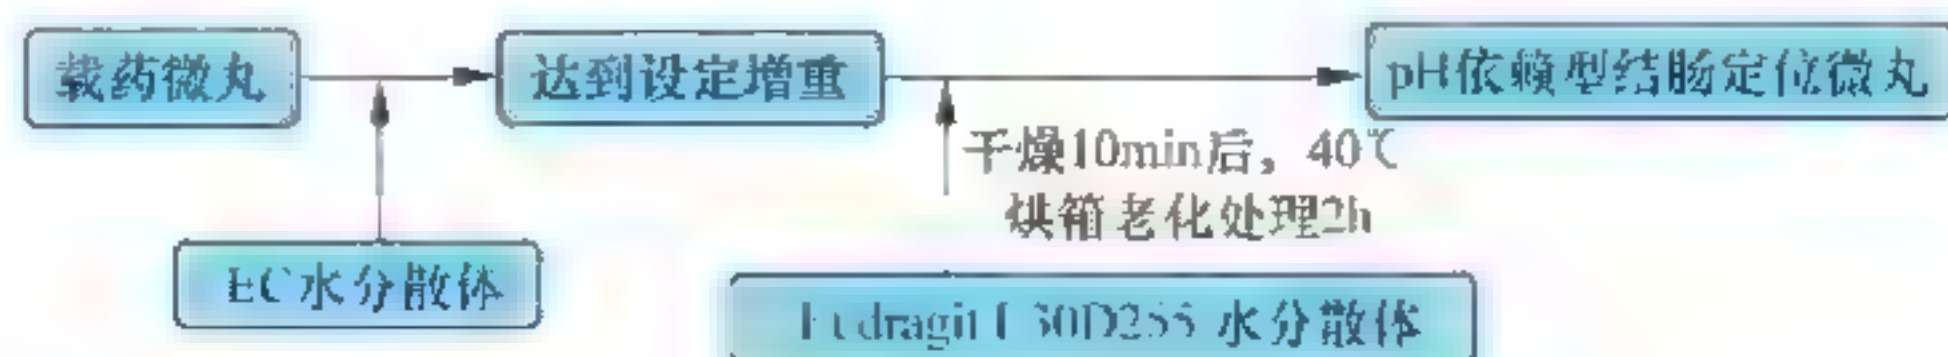 载药微丸
达到设定增重
pH依赖型结肠定位微丸
干燥10min后，40℃
烘箱老化处理2h
EC水分散体
水分散体